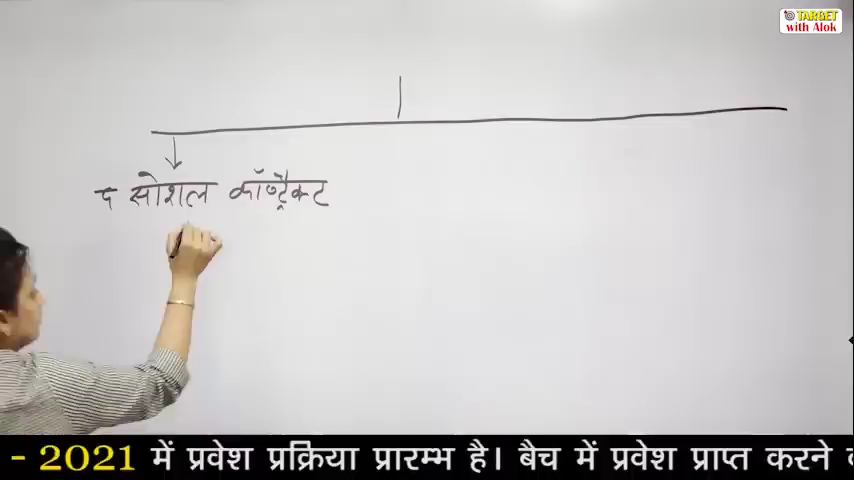 TARGET
with Alok
द सोशल कॉण्ट्रैक्ट
- 2021 में प्रवेश प्रक्रिया प्रारम्भ है। बैच में प्रवेश प्राप्त करने